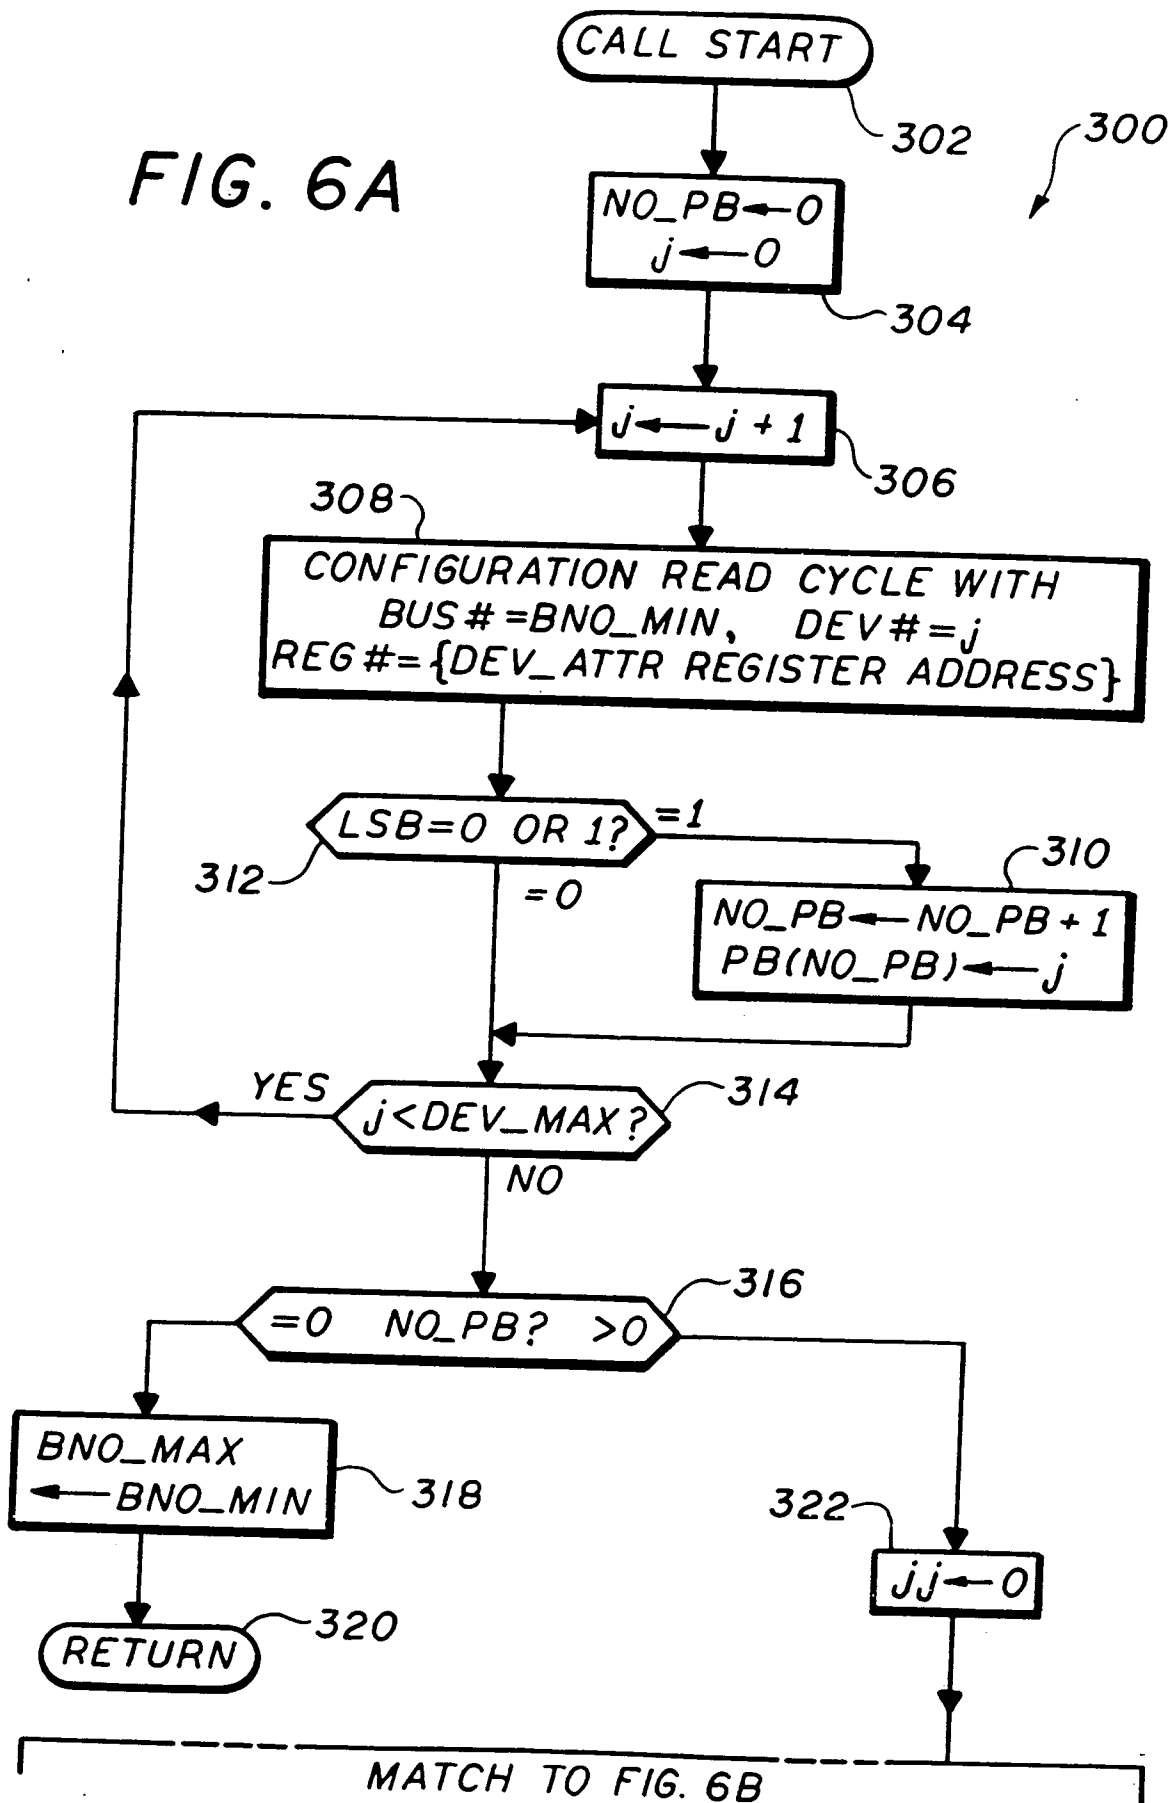 CALL START
302
300
FIG. 6A
NO_PB←0
j←0
304
j←j+1
306
308
CONFIGURATION READ CYCLE WITH
BUS#=BNO_MIN, DEV#=j
REG#={DEV_ATTR REGISTER ADDRESS}
LSB=0 OR 1?
=1
312
=0
310
NO_PB←NO_PB+1
PB(NO_PB)←j
YES
j<DEV_MAX?
314
NO
316
=0 NO_PB? >0
BNO_MAX
←BNO_MIN
318
322
jj←0
RETURN
320
MATCH TO FIG. 6B